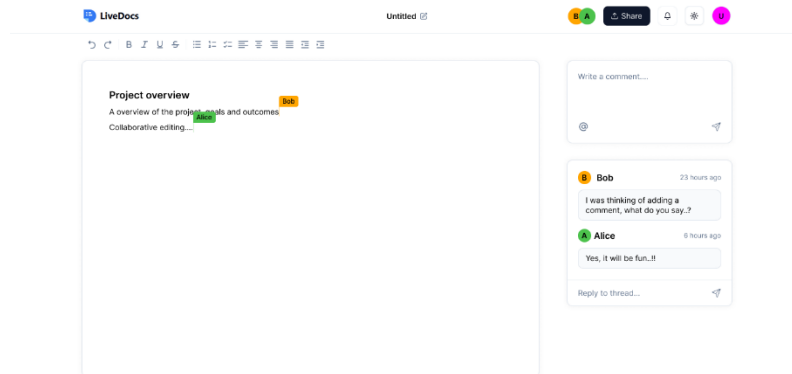 LiveDocs
Untitled
B A
Share
U
B I U S
Project overview
Bob
A overview of the project, goals and outcomes
Alice
Collaborative editing....
Write a comment....
@
B Bob 23 hours ago
I was thinking of adding a
comment, what do you say..?
A Alice 6 hours ago
Yes, it will be fun..!!
Reply to thread...